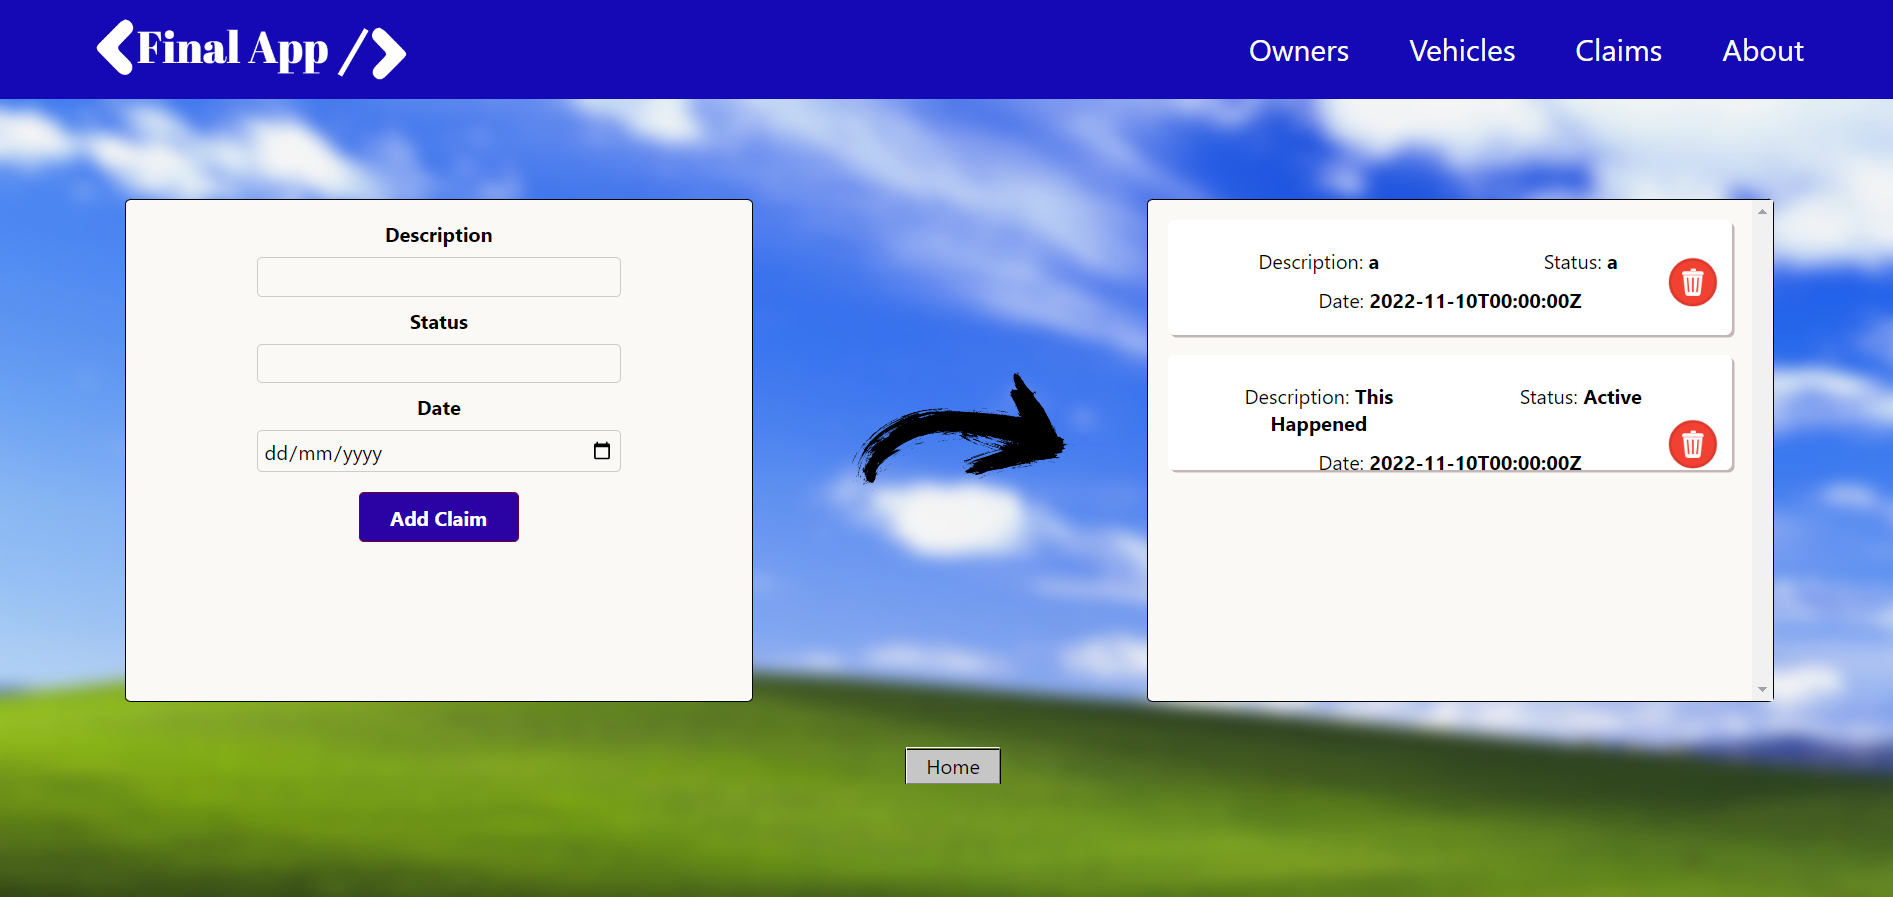 Final App />
Owners
Vehicles
Claims
About
Description
Status
Date
dd/mm/yyyy
Add Claim
Description: a
Status: a
Date: 2022-11-10T00:00:00Z
Description: This
Happened
Status: Active
Date: 2022-11-10T00:00:00Z
Home